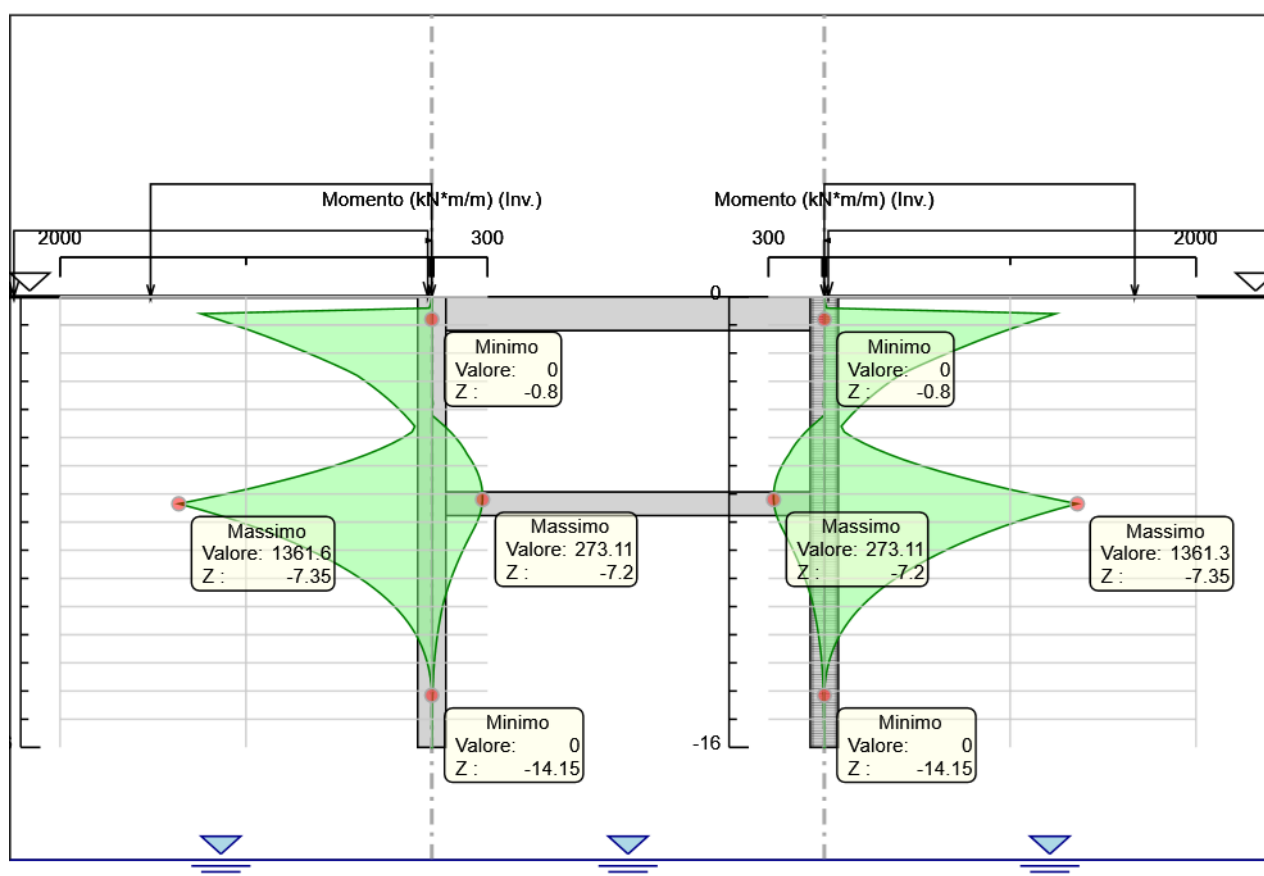 Momento (kN*m/m) (Inv.)
Momento (kN*m/m) (Inv.)
2000
300
300
2000
0
Minimo
Valore: 0
Z : -0.8
Minimo
Valore: 0
Z : -0.8
Massimo
Valore: 1361.6
Z : -7.35
Massimo
Valore: 273.11
Z : -7.2
Massimo
Valore: 273.11
Z : -7.2
Massimo
Valore: 1361.3
Z : -7.35
Minimo
Valore: 0
Z : -14.15
-16
Minimo
Valore: 0
Z : -14.15